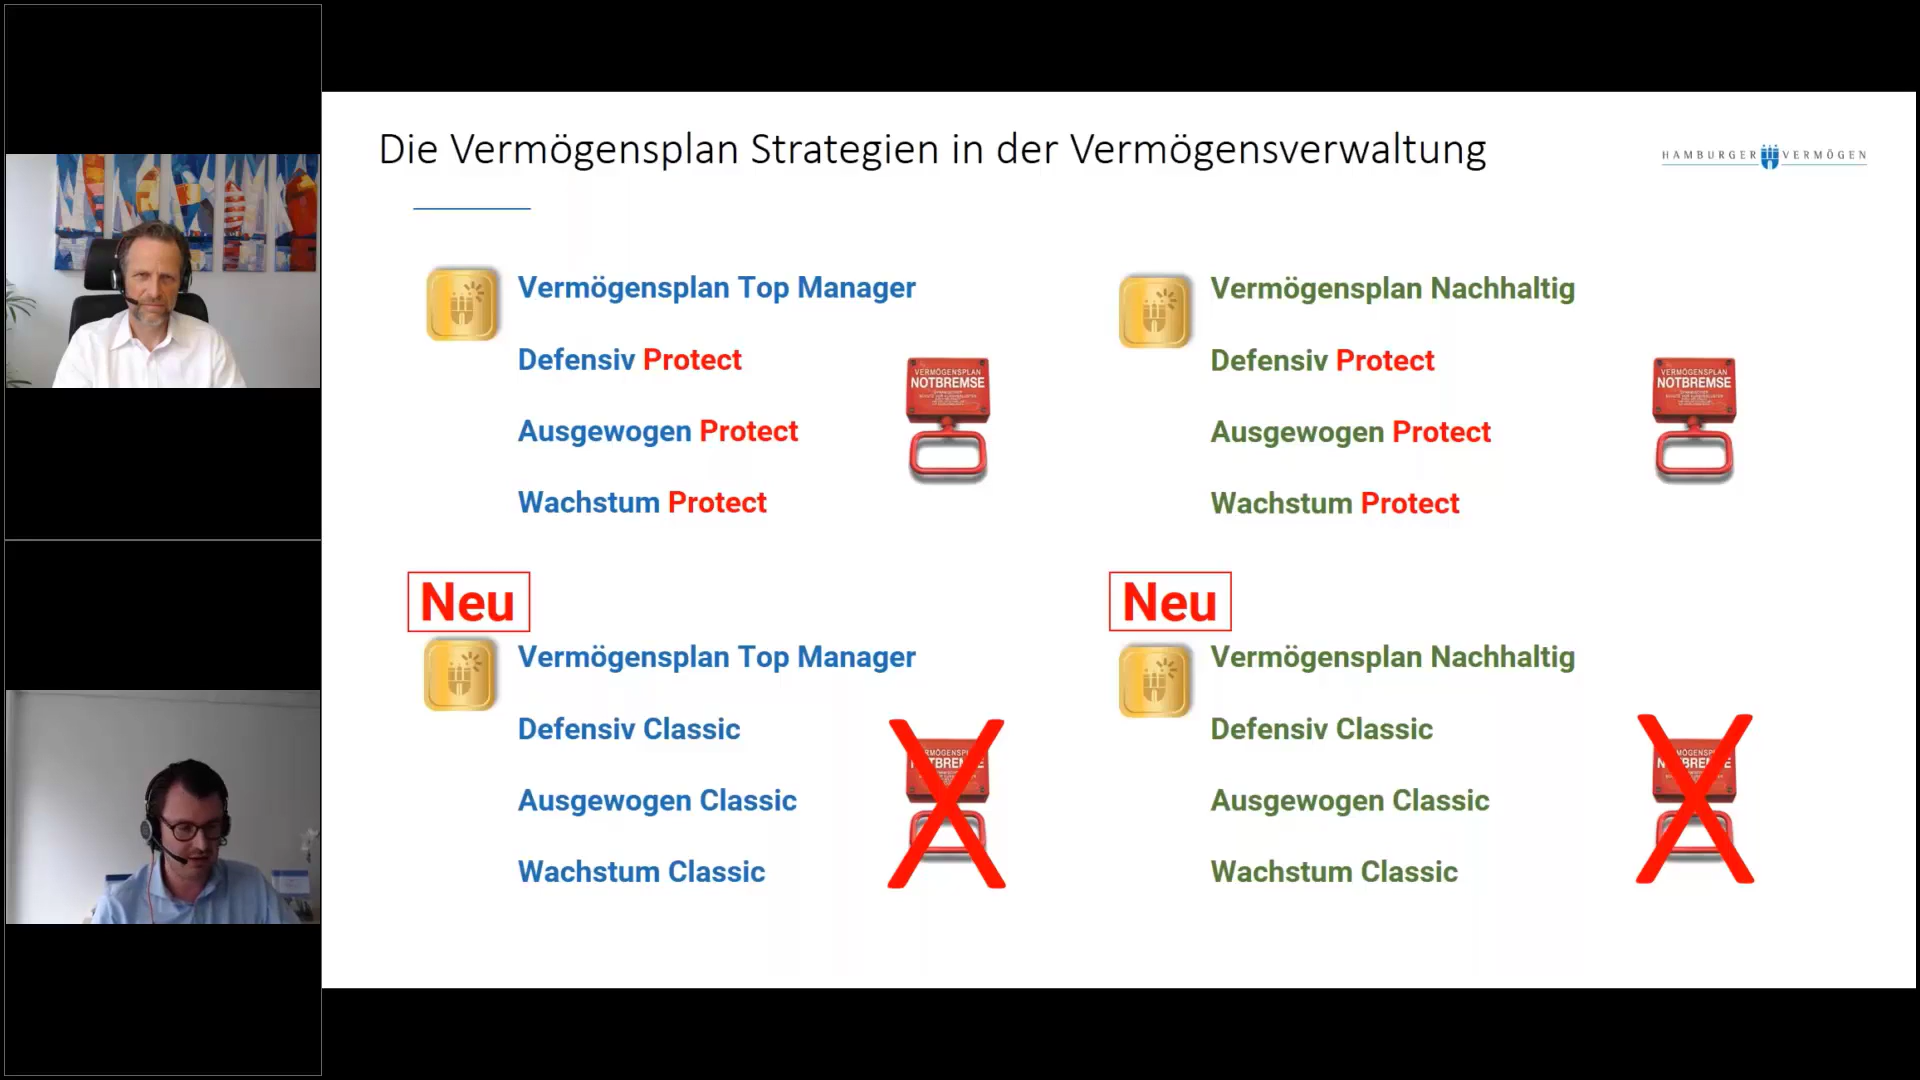 Die Vermögensplan Strategien in der Vermögensverwaltung
HAMBURGER VERMÖGEN
Vermögensplan Top Manager
Defensiv Protect
Ausgewogen Protect
Wachstum Protect
VERMÖGENSPLAN
NOTBREMSE
Vermögensplan Nachhaltig
Defensiv Protect
Ausgewogen Protect
Wachstum Protect
VERMÖGENSPLAN
NOTBREMSE
Neu
Vermögensplan Top Manager
Defensiv Classic
Ausgewogen Classic
Wachstum Classic
Neu
Vermögensplan Nachhaltig
Defensiv Classic
Ausgewogen Classic
Wachstum Classic